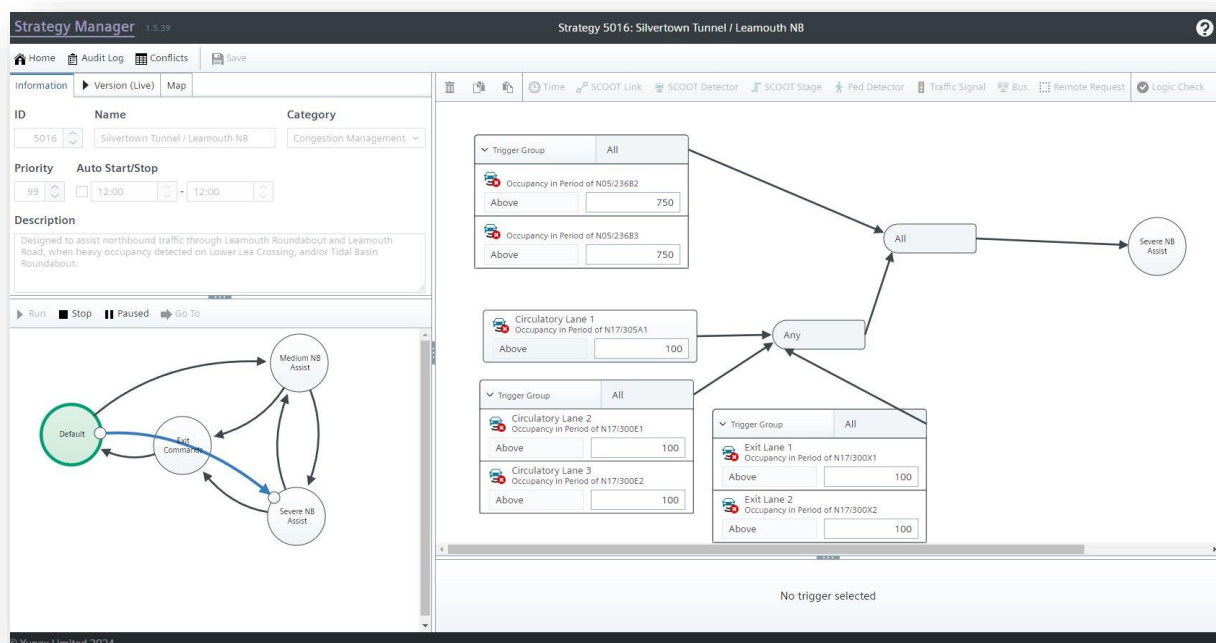 Strategy Manager 1.5.39
Strategy 5016: Silvertown Tunnel / Leamouth NB
Home Audit Log Conflicts Save
Information Version (Live) Map
ID Name Category
5016 Silvertown Tunnel / Leamouth NB Congestion Management
Priority Auto Start/Stop
99 12:00 - 12:00
Description
Designed to assist northbound traffic through Leamouth Roundabout and Leamouth
Road, when heavy occupancy detected on Lower Lea Crossing, and/or Tidal Basin
Roundabout.
Run Stop Paused Go To
Medium NB
Assist
Default
Exit
Commands
Severe NB
Assist
Time SCOOT Link SCOOT Detector SCOOT Stage Ped Detector Traffic Signal Bus Remote Request Logic Check
Trigger Group All
Occupancy in Period of N05/236B2
Above 750
Occupancy in Period of N05/236B3
Above 750
All
Severe NB
Assist
Circulatory Lane 1
Occupancy in Period of N17/305A1
Above 100
Any
Trigger Group All
Circulatory Lane 2
Occupancy in Period of N17/300E1
Above 100
Circulatory Lane 3
Occupancy in Period of N17/300E2
Above 100
Trigger Group All
Exit Lane 1
Occupancy in Period of N17/300X1
Above 100
Exit Lane 2
Occupancy in Period of N17/300X2
Above 100
No trigger selected
© Yunex Limited 2024